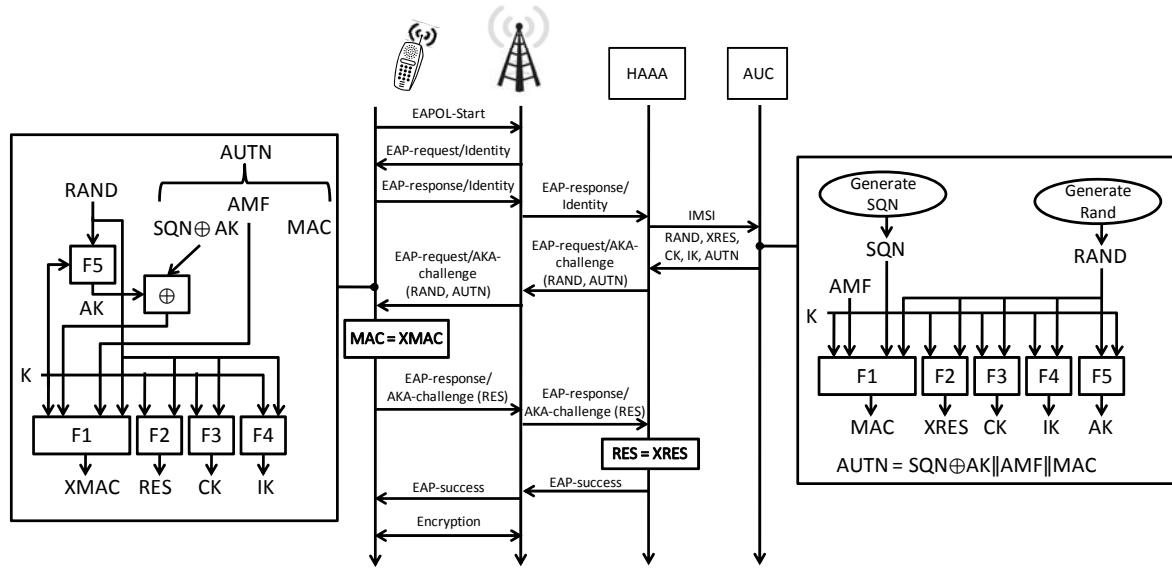 HAAA
AUC
EAPOL-Start
EAP-request/Identity
EAP-response/Identity
EAP-response/
Identity
IMSI
RAND, XRES,
CK, IK, AUTN
EAP-request/AKA-
challenge
(RAND, AUTN)
EAP-request/AKA-
challenge
(RAND, AUTN)
MAC = XMAC
EAP-response/
AKA-challenge (RES)
EAP-response/
AKA-challenge (RES)
RES = XRES
EAP-success
EAP-success
Encryption
AUTN
RAND
AMF
SQN⊕AK
MAC
F5
⊕
AK
K
F1
F2
F3
F4
XMAC
RES
CK
IK
Generate
SQN
Generate
Rand
SQN
RAND
AMF
K
F1
F2
F3
F4
F5
MAC
XRES
CK
IK
AK
AUTN = SQN⊕AK‖AMF‖MAC